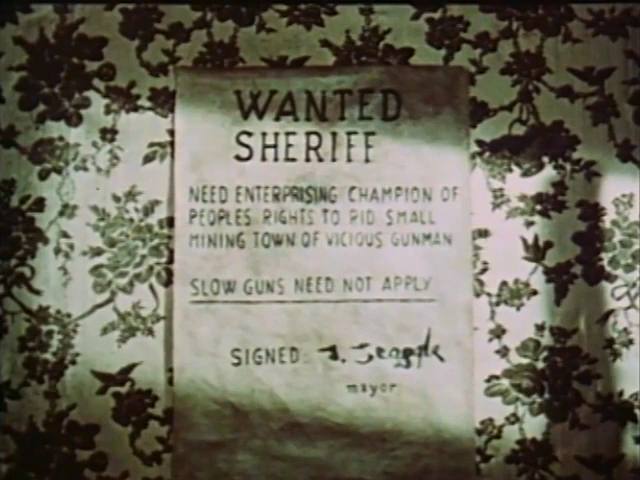 WANTED
SHERIFF
NEED ENTERPRISING CHAMPION OF
PEOPLES RIGHTS TO RID SMALL
MINING TOWN OF VICIOUS GUNMAN
SLOW GUNS NEED NOT APPLY
SIGNED:
mayor